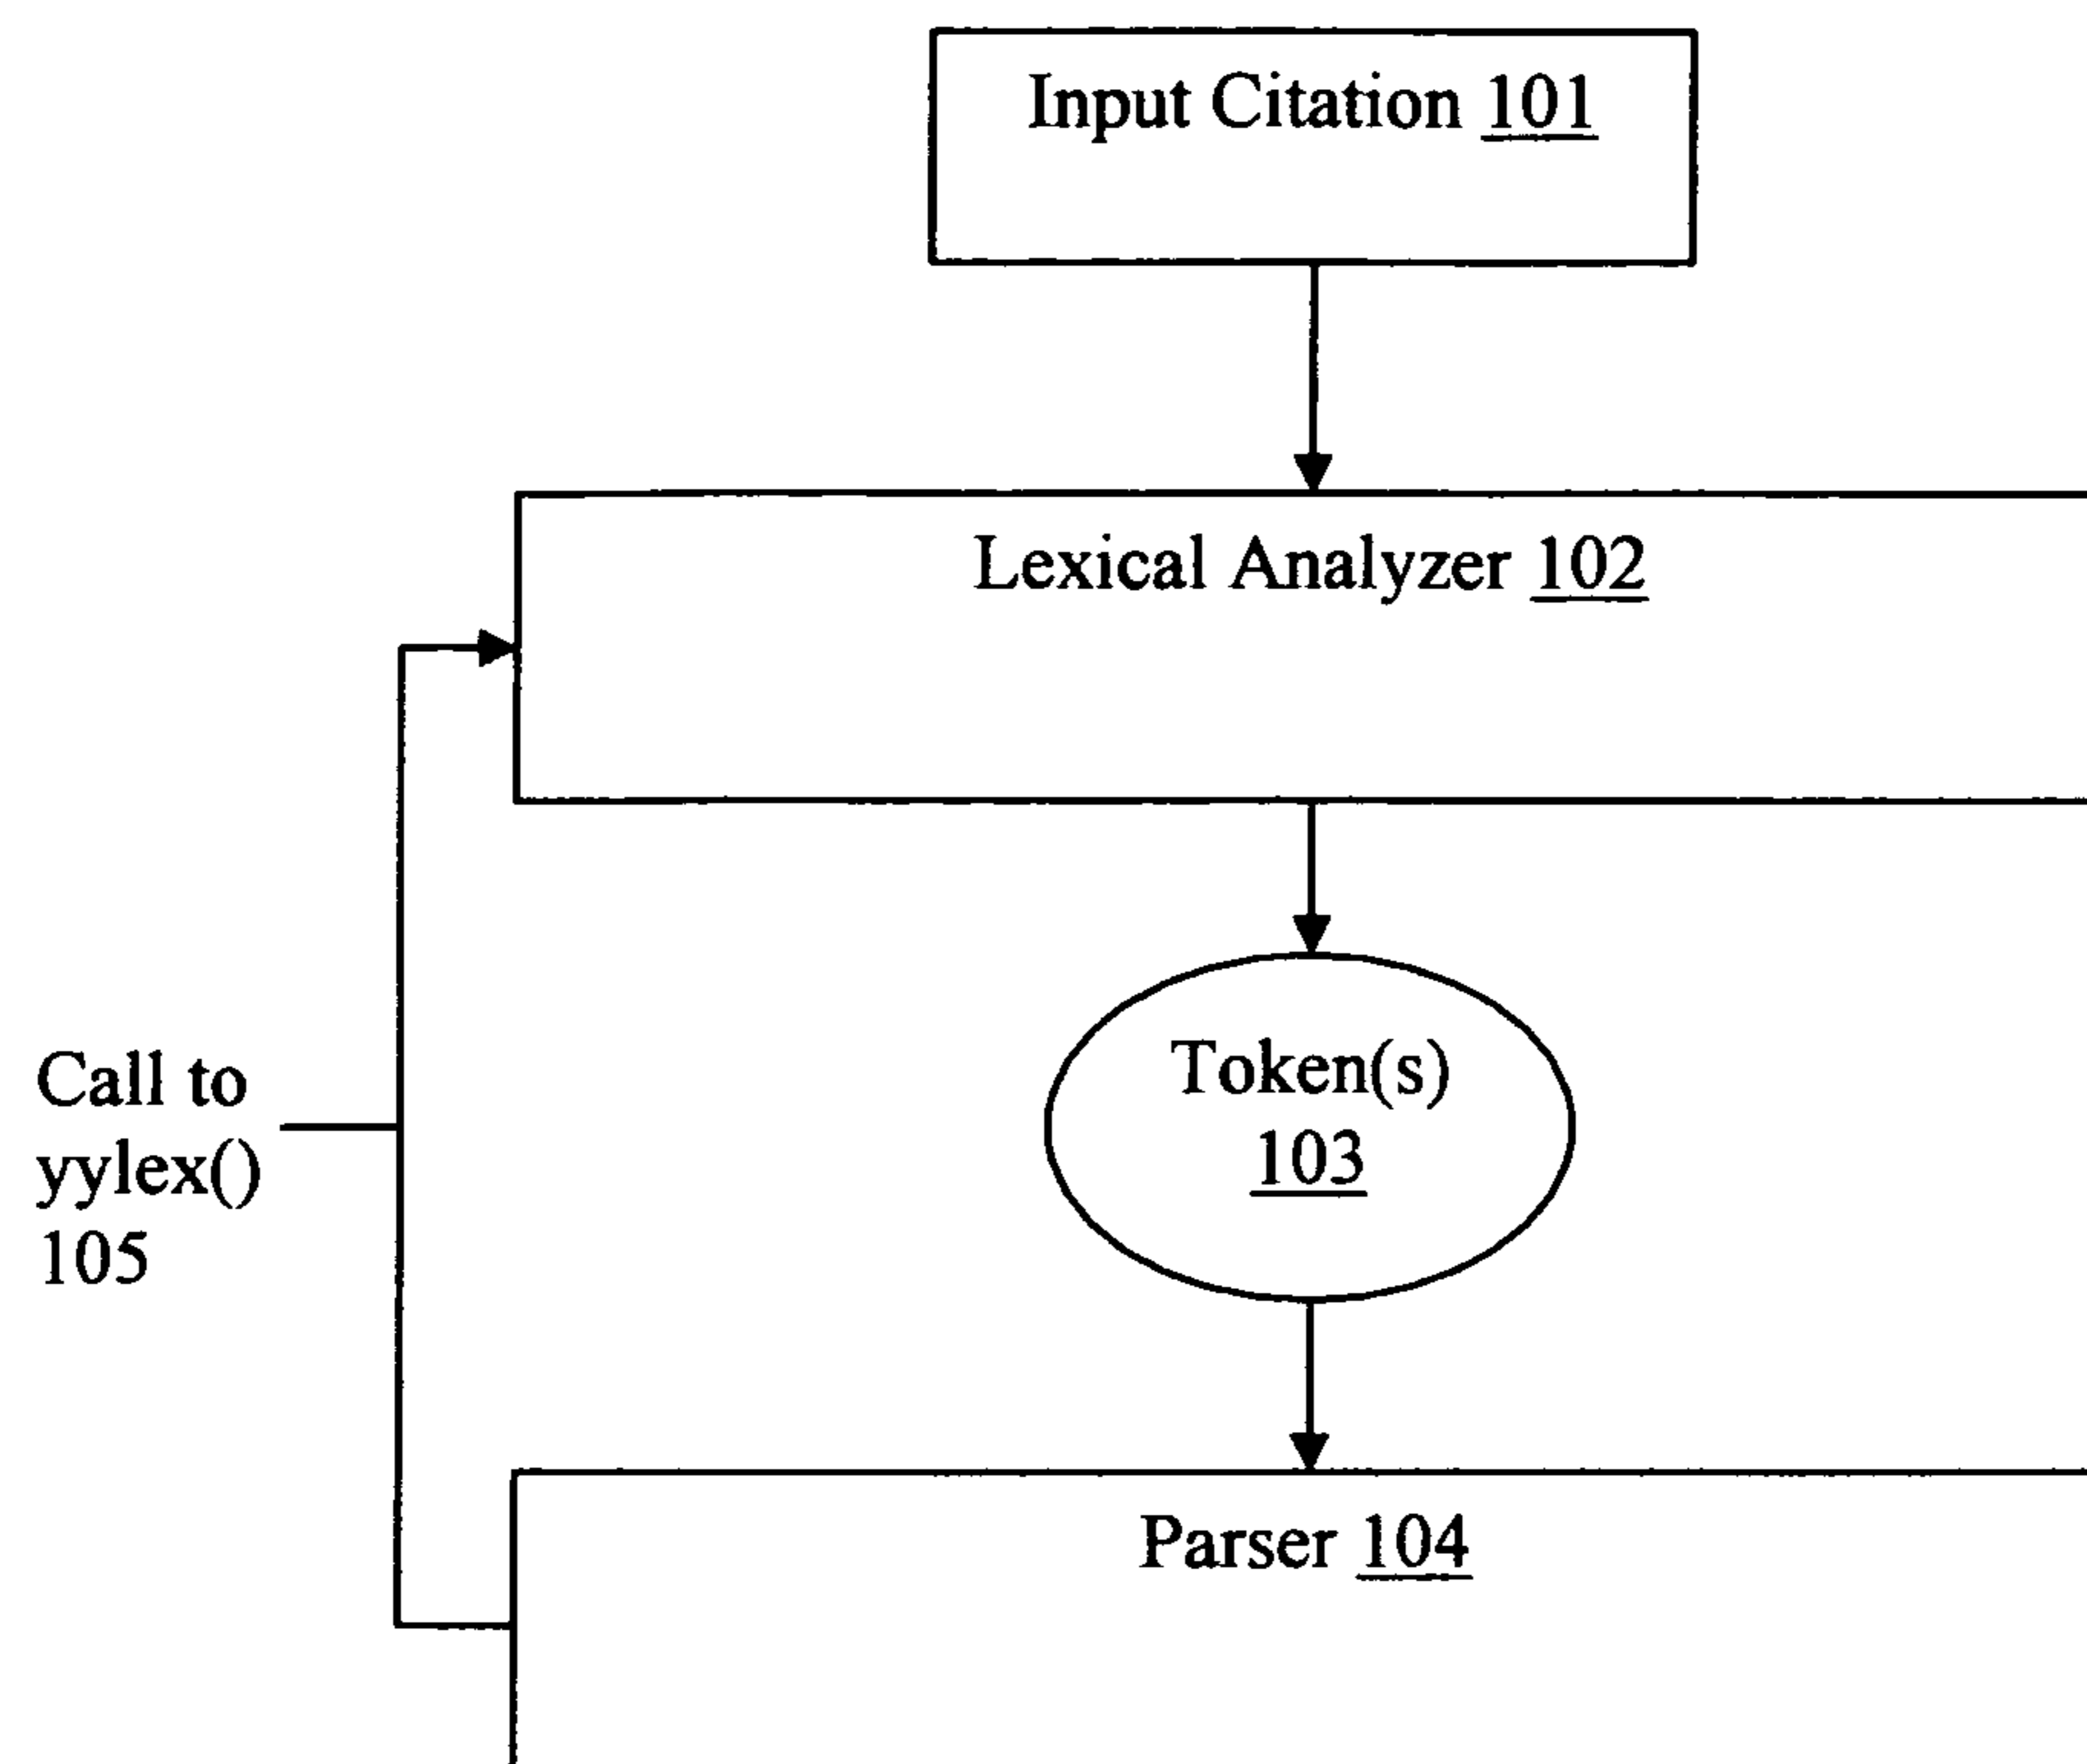 Input Citation 101
Lexical Analyzer 102
Token(s)
103
Call to
yylex()
105
Parser 104